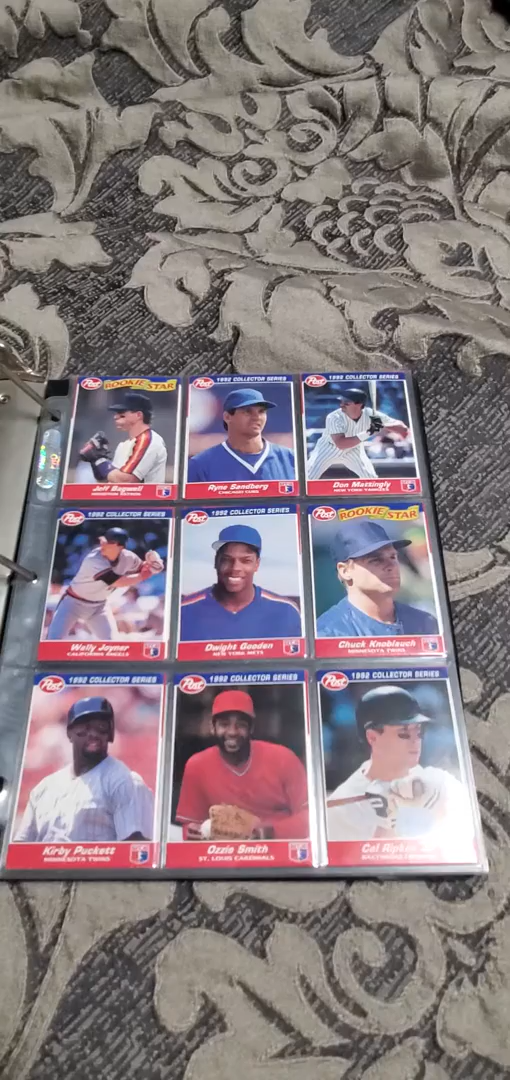 Post ROOKIE STAR
Jeff Bagwell
HOUSTON ASTROS
Post 1992 COLLECTOR SERIES
Ryne Sandberg
CHICAGO CUBS
Post 1992 COLLECTOR SERIES
Don Mattingly
NEW YORK YANKEES
Post 1992 COLLECTOR SERIES
Wally Joyner
CALIFORNIA ANGELS
Post 1992 COLLECTOR SERIES
Dwight Gooden
NEW YORK METS
Post ROOKIE STAR
Chuck Knoblauch
MINNESOTA TWINS
Post 1992 COLLECTOR SERIES
Kirby Puckett
MINNESOTA TWINS
Post 1992 COLLECTOR SERIES
Ozzie Smith
ST. LOUIS CARDINALS
Post 1992 COLLECTOR SERIES
Cal
BALTIMORE